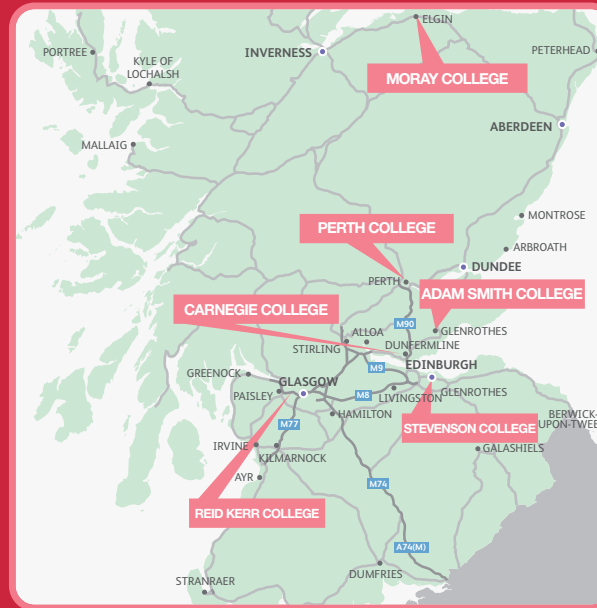 ELGIN
PORTREE
INVERNESS
PETERHEAD
KYLE OF
LOCHALSH
MORAY COLLEGE
ABERDEEN
MALLAIG
MONTROSE
PERTH COLLEGE
ARBROATH
DUNDEE
PERTH
ADAM SMITH COLLEGE
CARNEGIE COLLEGE
M90
ALLOA
GLENROTHES
STIRLING
DUNFERMLINE
M9
EDINBURGH
GREENOCK
GLASGOW
PAISLEY
M8
LIVINGSTON
GLENROTHES
HAMILTON
BERWICK-
UPON-TWEE
M77
STEVENSON COLLEGE
IRVINE
KILMARNOCK
GALASHIELS
AYR
M74
REID KERR COLLEGE
A74(M)
DUMFRIES
STRANRAER